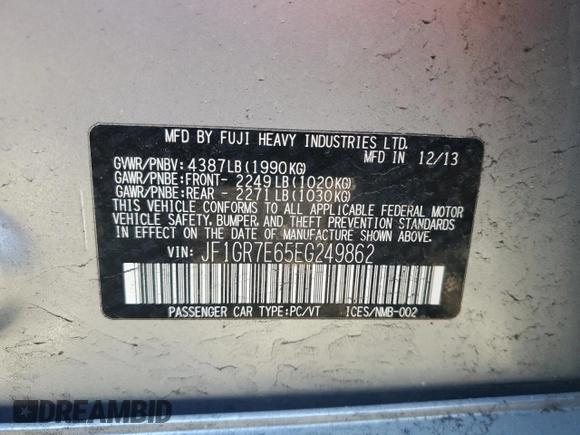 MFD BY FUJI HEAVY INDUSTRIES LTD.
MFD IN 12/13
GVWR/PNBV: 4387LB(1990KG)
GAWR/PNBE:FRONT- 2249LB(1020KG)
GAWR/PNBE:REAR - 2271LB(1030KG)
THIS VEHICLE CONFORMS TO ALL APPLICABLE FEDERAL MOTOR
VEHICLE SAFETY, BUMPER, AND THEFT PREVENTION STANDARDS
IN EFFECT ON THE DATE OF MANUFACTURE SHOWN ABOVE.
VIN: JF1GR7E65EG249862
PASSENGER CAR TYPE:PC/VT ICES/NMB-002
DREAMBID